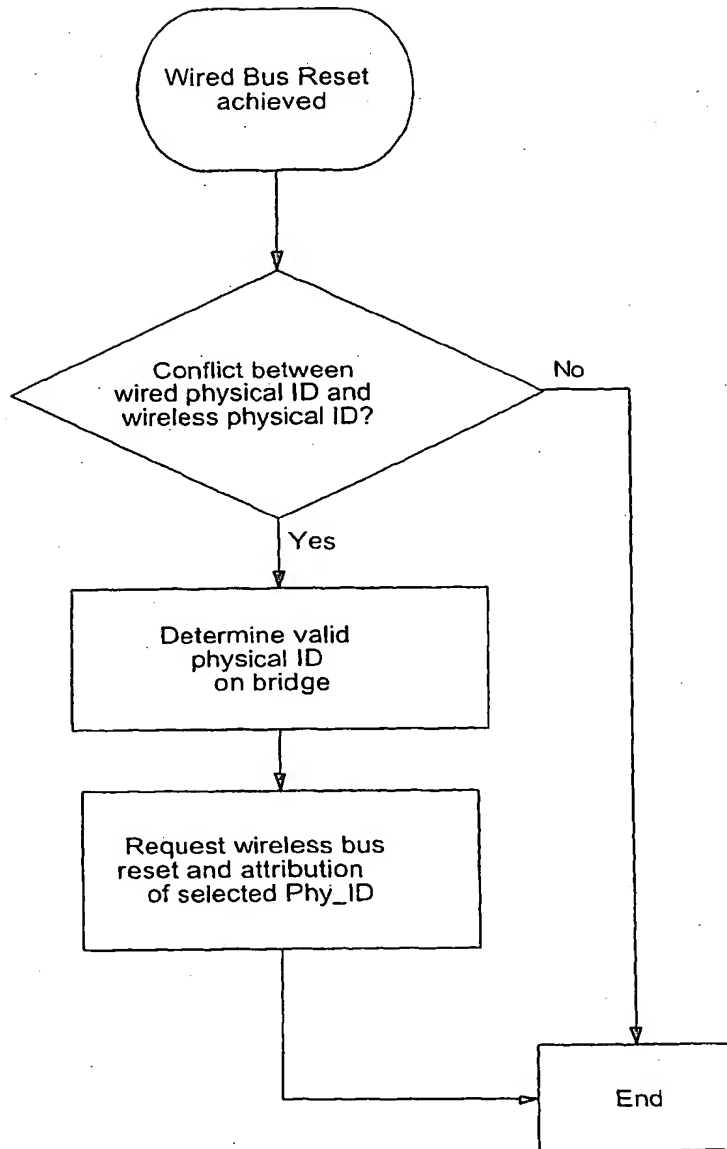 Wired Bus Reset
achieved
Conflict between
wired physical ID and
wireless physical ID?
No
Yes
Determine valid
physical ID
on bridge
Request wireless bus
reset and attribution
of selected Phy_ID
End